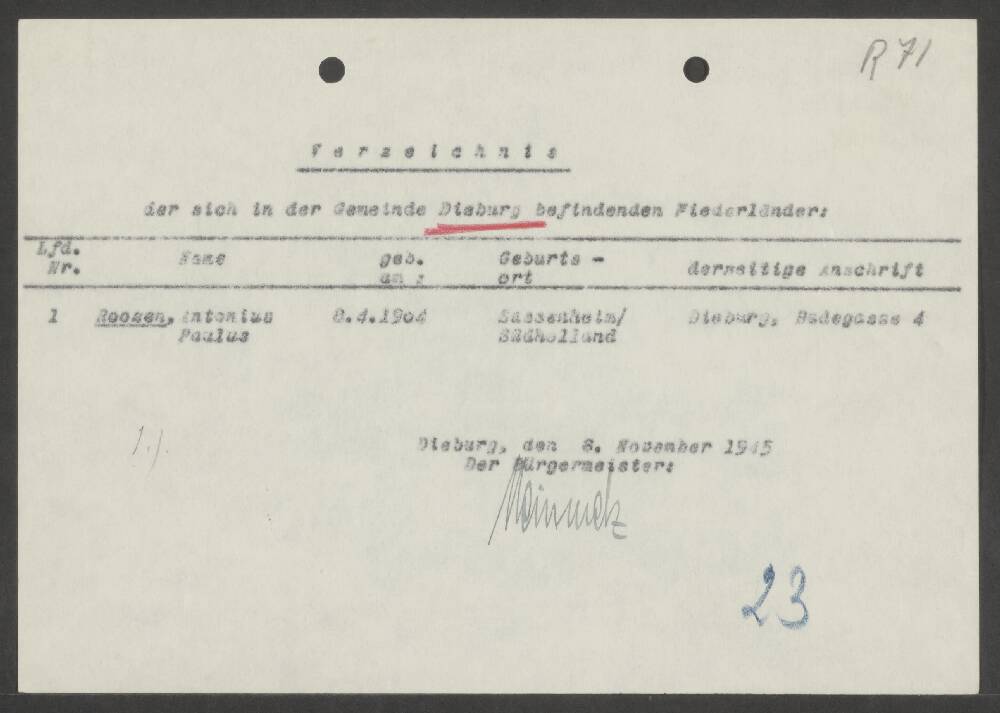 R 71
Verzeichnis
der sich in der Gemeinde Dieburg befindenden Niederländer:
Lfd. Nr. Name geb. am : Geburts - ort derzeitige Anschrift
1 Roozen, Antonius 8.4.1904 Sassenheim/ Dieburg, Badegasse 4
Paulus Südholland
1.).
Dieburg, den 8. November 1945
Der Bürgermeister:
23